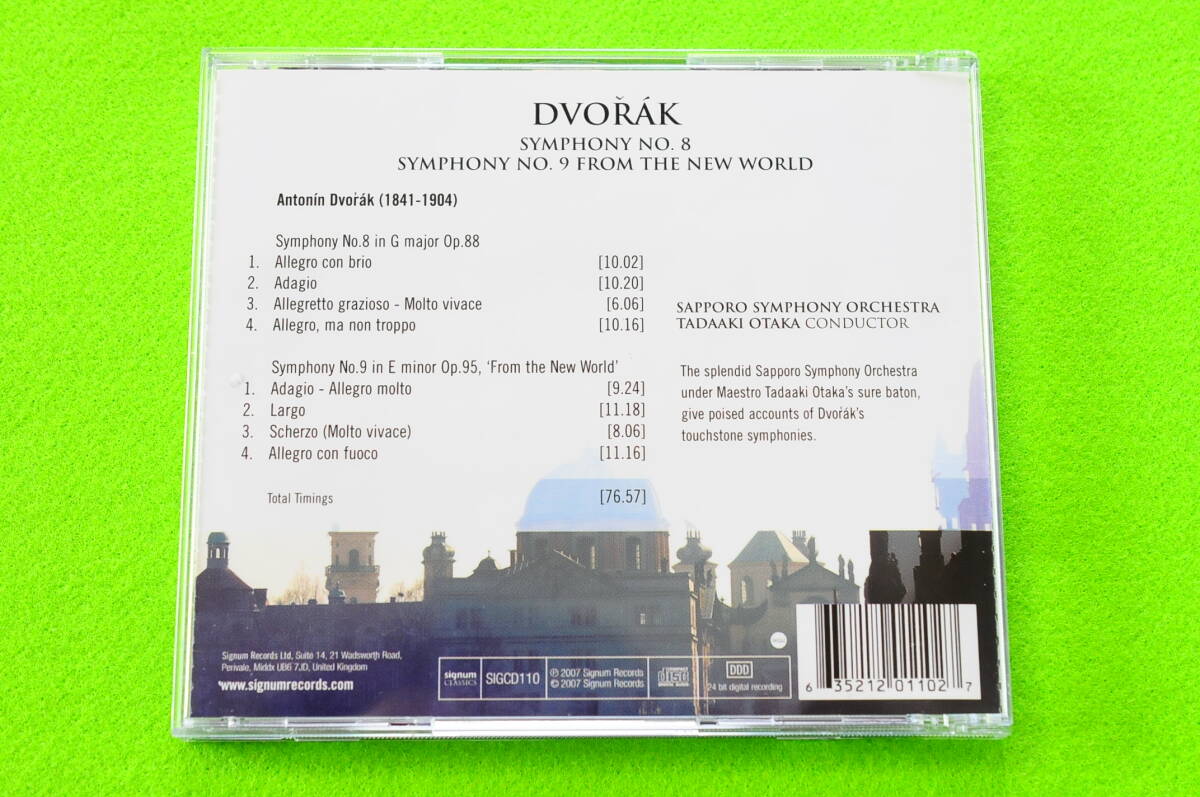 DVOŘÁK
SYMPHONY NO. 8
SYMPHONY NO. 9 FROM THE NEW WORLD
Antonín Dvořák (1841-1904)
Symphony No.8 in G major Op.88
1. Allegro con brio [10.02]
2. Adagio [10.20]
3. Allegretto grazioso - Molto vivace [6.06]
4. Allegro, ma non troppo [10.16]
Symphony No.9 in E minor Op.95, ‘From the New World’
1. Adagio - Allegro molto [9.24]
2. Largo [11.18]
3. Scherzo (Molto vivace) [8.06]
4. Allegro con fuoco [11.16]
Total Timings [76.57]
SAPPORO SYMPHONY ORCHESTRA
TADAAKI OTAKA CONDUCTOR
The splendid Sapporo Symphony Orchestra
under Maestro Tadaaki Otaka’s sure baton,
give poised accounts of Dvořák’s
touchstone symphonies.
Signum Records Ltd, Suite 14, 21 Wadsworth Road,
Perivale, Middx UB6 7JD, United Kingdom
www.signumrecords.com
signum
CLASSICS
SIGCD110
℗ 2007 Signum Records
© 2007 Signum Records
COMPACT
disc
DIGITAL AUDIO
DDD
24 bit digital recording
6 35212 01102 7